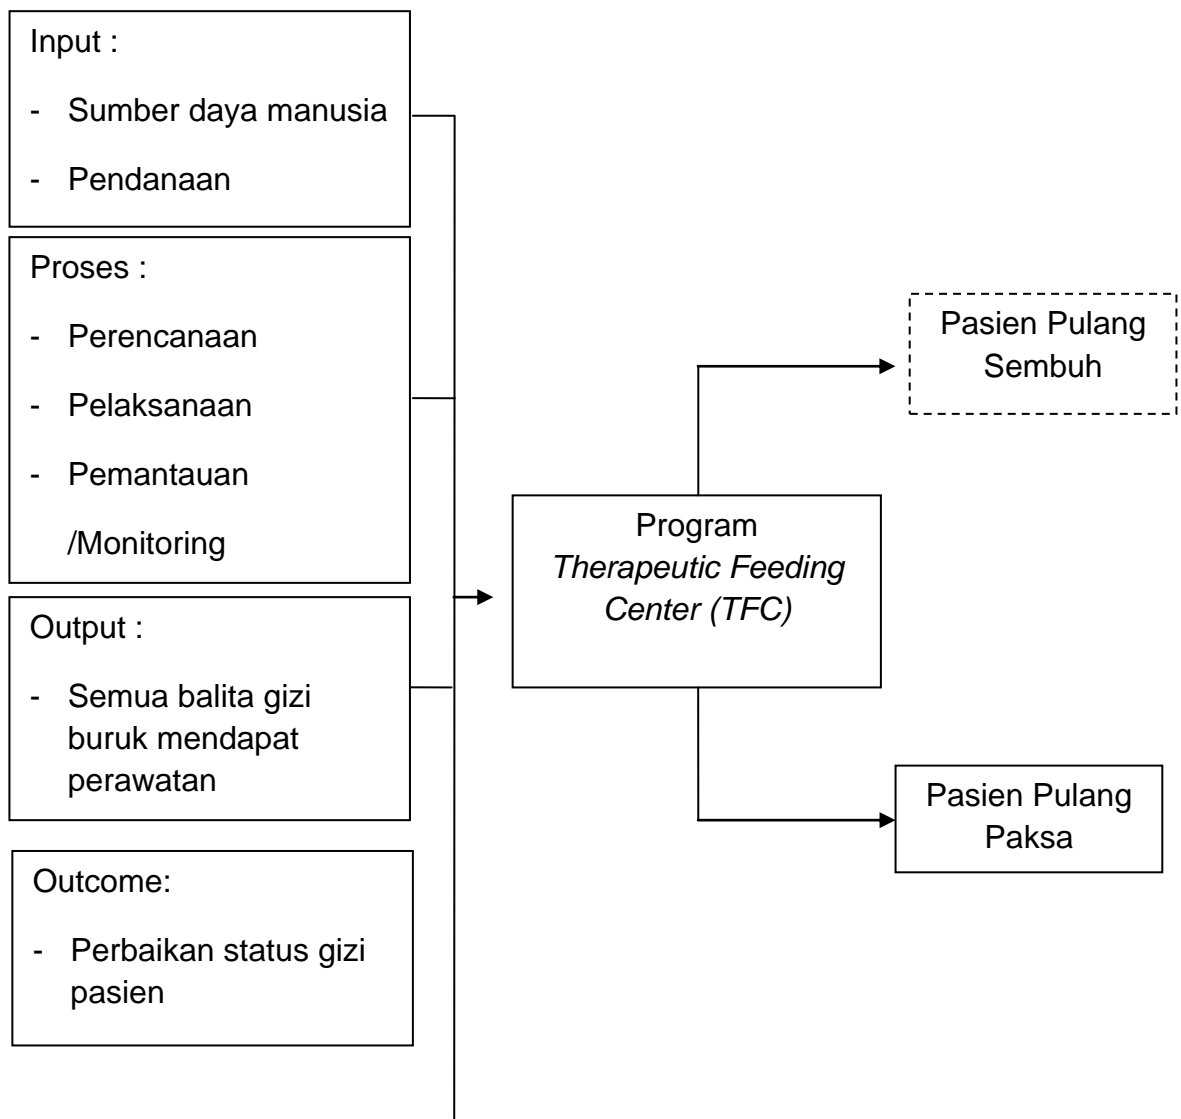 Input :
- Sumber daya manusia
- Pendanaan
Proses :
- Perencanaan
- Pelaksanaan
- Pemantauan
/Monitoring
Output :
- Semua balita gizi
buruk mendapat
perawatan
Outcome:
- Perbaikan status gizi
pasien
Program
Therapeutic Feeding
Center (TFC)
Pasien Pulang
Sembuh
Pasien Pulang
Paksa